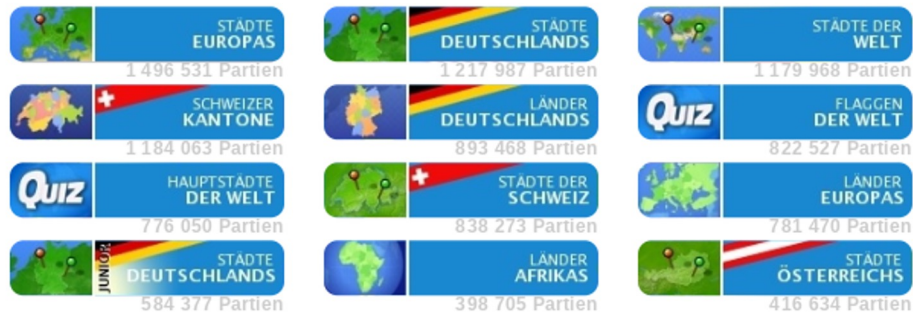 STÄDTE
EUROPAS
1 496 531 Partien
STÄDTE
DEUTSCHLANDS
1 217 987 Partien
STÄDTE DER
WELT
1 179 968 Partien
SCHWEIZER
KANTONE
1 184 063 Partien
LÄNDER
DEUTSCHLANDS
893 468 Partien
QUIZ
FLAGGEN
DER WELT
822 527 Partien
QUIZ
HAUPTSTÄDTE
DER WELT
776 050 Partien
STÄDTE DER
SCHWEIZ
838 273 Partien
LÄNDER
EUROPAS
781 470 Partien
JUNIOR
STÄDTE
DEUTSCHLANDS
584 377 Partien
LÄNDER
AFRIKAS
398 705 Partien
STÄDTE
ÖSTERREICHS
416 634 Partien